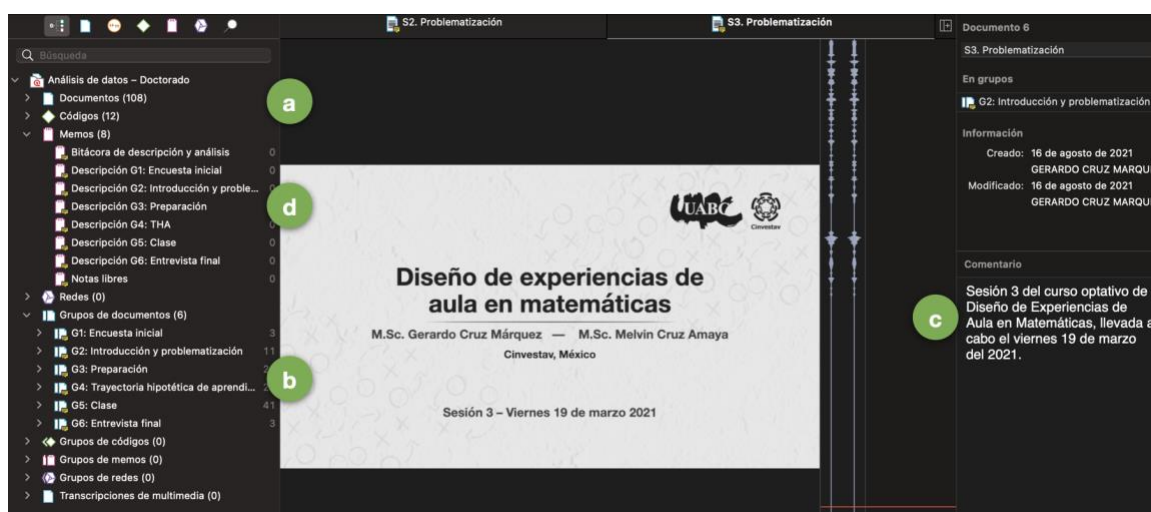 S2. Problematización
S3. Problematización
Búsqueda
Análisis de datos – Doctorado
Documentos (108)
Códigos (12)
Memos (8)
Bitácora de descripción y análisis 0
Descripción G1: Encuesta inicial 0
Descripción G2: Introducción y proble...
Descripción G3: Preparación
Descripción G4: THA 0
Descripción G5: Clase 0
Descripción G6: Entrevista final 0
Notas libres 0
Redes (0)
Grupos de documentos (6)
G1: Encuesta inicial 3
G2: Introducción y problematización 11
G3: Preparación
G4: Trayectoria hipotética de aprendi...
G5: Clase 41
G6: Entrevista final 3
Grupos de códigos (0)
Grupos de memos (0)
Grupos de redes (0)
Transcripciones de multimedia (0)
a
d
b
UABC
Cinvestav
Diseño de experiencias de
aula en matemáticas
M.Sc. Gerardo Cruz Márquez — M.Sc. Melvin Cruz Amaya
Cinvestav, México
Sesión 3 – Viernes 19 de marzo 2021
c
Documento 6
S3. Problematización
En grupos
G2: Introducción y problematización
Información
Creado: 16 de agosto de 2021
GERARDO CRUZ MARQU
Modificado: 16 de agosto de 2021
GERARDO CRUZ MARQU
Comentario
Sesión 3 del curso optativo de
Diseño de Experiencias de
Aula en Matemáticas, llevada a
cabo el viernes 19 de marzo
del 2021.